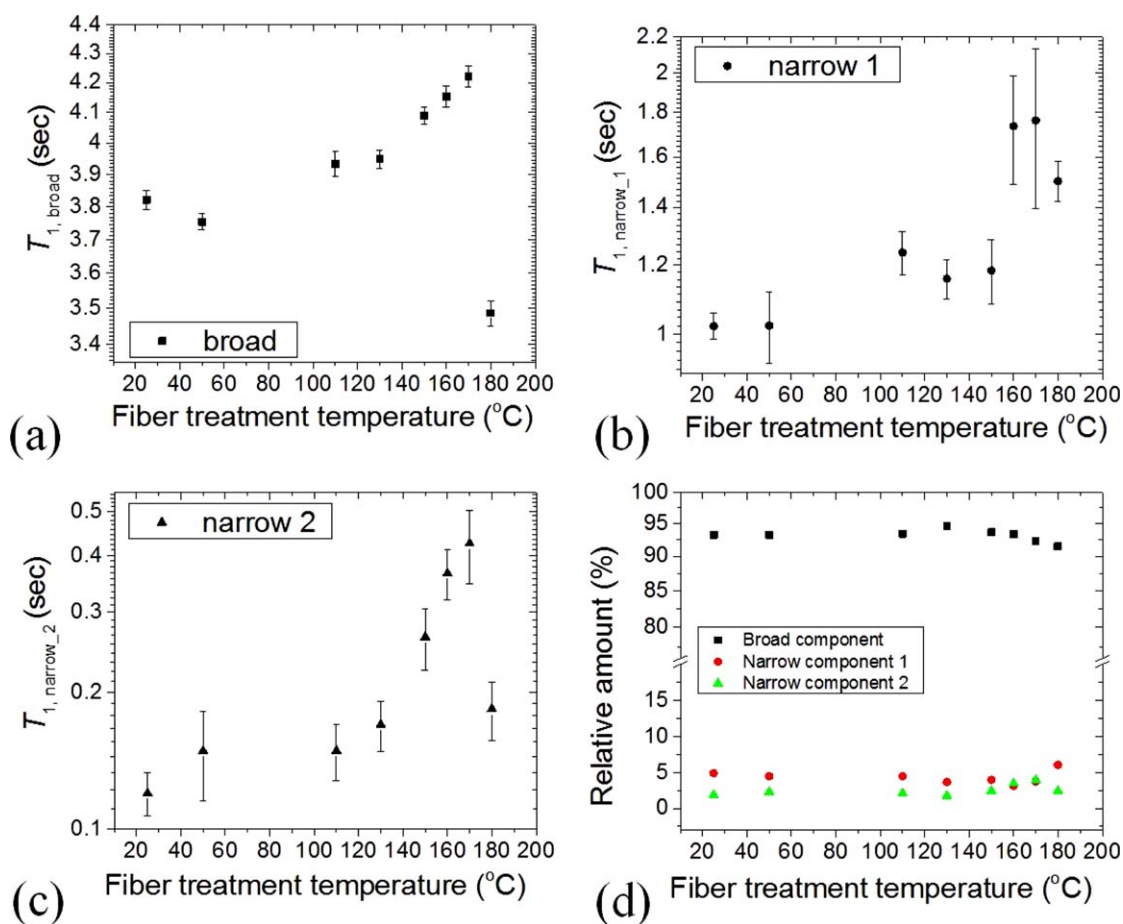 4.4
4.3
4.2
4.1
4
3.9
3.8
3.7
3.6
3.5
3.4
T1, broad (sec)
broad
20 40 60 80 100 120 140 160 180 200
Fiber treatment temperature (°C)
(a)
2.2
2
1.8
1.6
1.4
1.2
1
T1, narrow_1 (sec)
narrow 1
20 40 60 80 100 120 140 160 180 200
Fiber treatment temperature (°C)
(b)
0.5
0.4
0.3
0.2
0.1
T1, narrow_2 (sec)
narrow 2
20 40 60 80 100 120 140 160 180 200
Fiber treatment temperature (°C)
(c)
100
95
90
85
80
15
10
5
0
Relative amount (%)
Broad component
Narrow component 1
Narrow component 2
20 40 60 80 100 120 140 160 180 200
Fiber treatment temperature (°C)
(d)